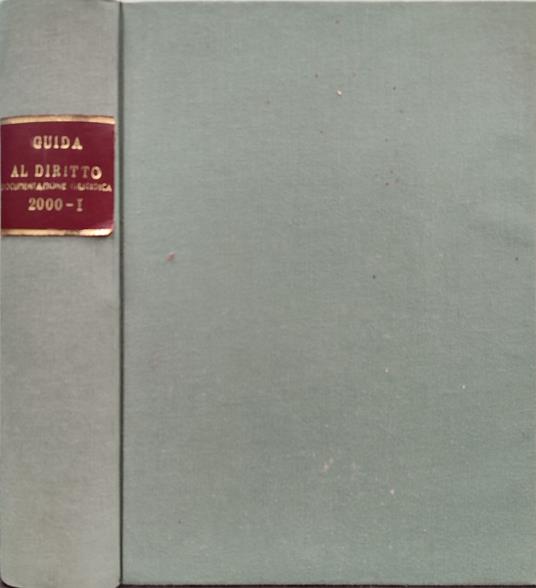 GUIDA
AL DIRITTO
DOCUMENTAZIONE GIURIDICA
2000-I